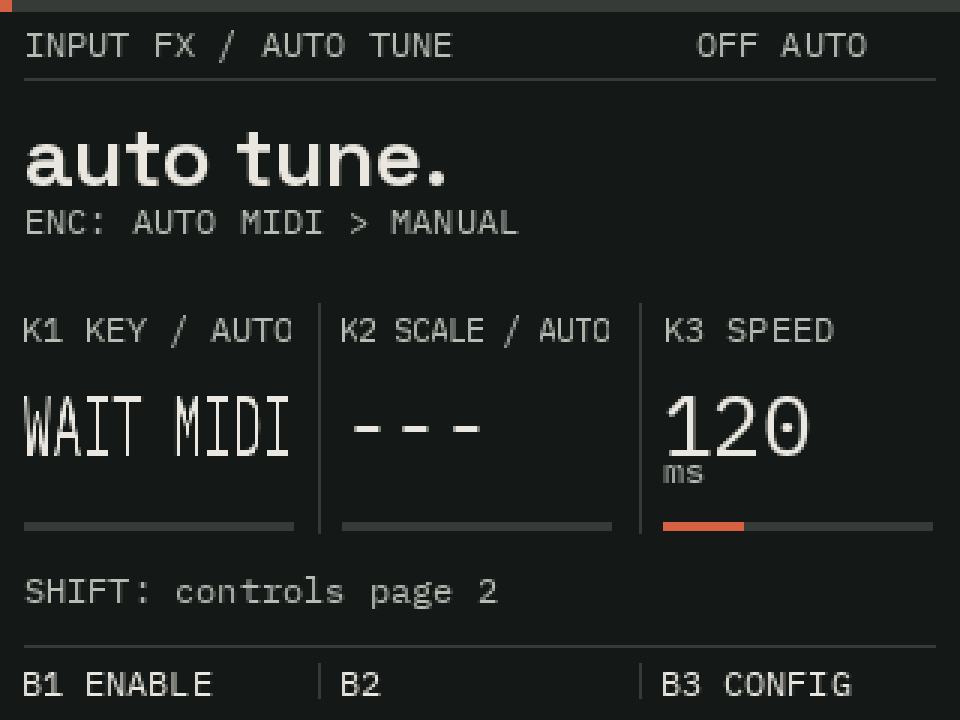 INPUT FX / AUTO TUNE OFF AUTO
auto tune.
ENC: AUTO MIDI > MANUAL
K1 KEY / AUTO K2 SCALE / AUTO K3 SPEED
WAIT MIDI --- 120
ms
SHIFT: controls page 2
B1 ENABLE B2 B3 CONFIG